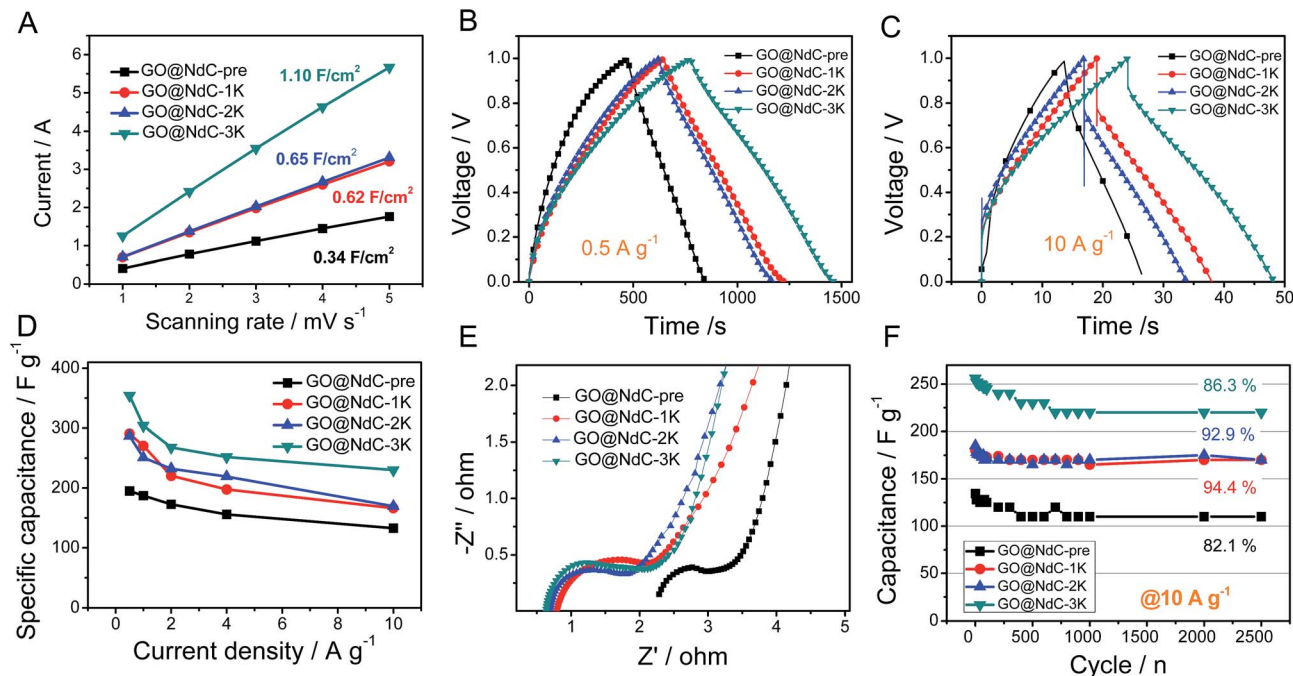 A
GO@NdC-pre
GO@NdC-1K
GO@NdC-2K
GO@NdC-3K
1.10 F/cm²
0.65 F/cm²
0.62 F/cm²
0.34 F/cm²
Current / A
6
5
4
3
2
1
0
1 2 3 4 5
Scanning rate / mV s⁻¹
B
GO@NdC-pre
GO@NdC-1K
GO@NdC-2K
GO@NdC-3K
0.5 A g⁻¹
Voltage / V
1.0
0.8
0.6
0.4
0.2
0.0
0 500 1000 1500
Time /s
C
GO@NdC-pre
GO@NdC-1K
GO@NdC-2K
GO@NdC-3K
10 A g⁻¹
Voltage / V
1.0
0.8
0.6
0.4
0.2
0.0
0 10 20 30 40 50
Time /s
D
GO@NdC-pre
GO@NdC-1K
GO@NdC-2K
GO@NdC-3K
Specific capacitance / F g⁻¹
400
300
200
100
0
0 2 4 6 8 10
Current density / A g⁻¹
E
GO@NdC-pre
GO@NdC-1K
GO@NdC-2K
GO@NdC-3K
-Z" / ohm
2.0
1.5
1.0
0.5
1 2 3 4 5
Z' / ohm
F
86.3 %
92.9 %
94.4 %
82.1 %
GO@NdC-pre
GO@NdC-1K
GO@NdC-2K
GO@NdC-3K
@10 A g⁻¹
Capacitance / F g⁻¹
250
200
150
100
50
0
0 500 1000 1500 2000 2500
Cycle / n